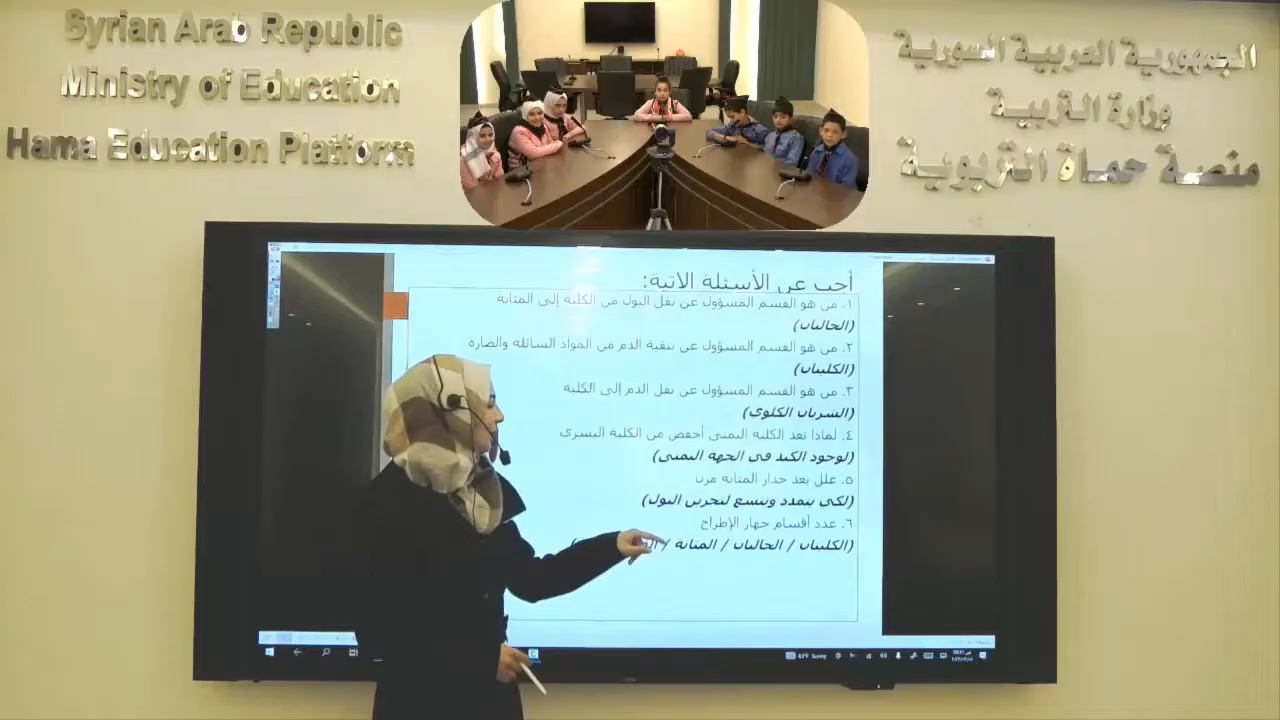 Syrian Arab Republic
Ministry of Education
Hama Education Platform
الجمهورية العربية السورية
وزارة التربية
منصة حماة التربوية
أجب عن الأسئلة الاتية:
١. من هو القسم المسؤول عن نقل البول من الكلية إلى المثانة
(الحالبان)
٢. من هو القسم المسؤول عن تنقية الدم من المواد السائلة والضارة
(الكليتان)
٣. من هو القسم المسؤول عن نقل الدم إلى الكلية
(الشريان الكلوي)
٤. لماذا تعد الكلية اليمنى أخفض من الكلية اليسرى
(لوجود الكبد في الجهة اليمنى)
٥. علل يعد جدار المثانة مرن
(لكي يتمدد ويتسع لتخزين البول)
٦. عدد أقسام جهاز الإطراح
(الكليتان / الحالبان / المثانة /
Sunny